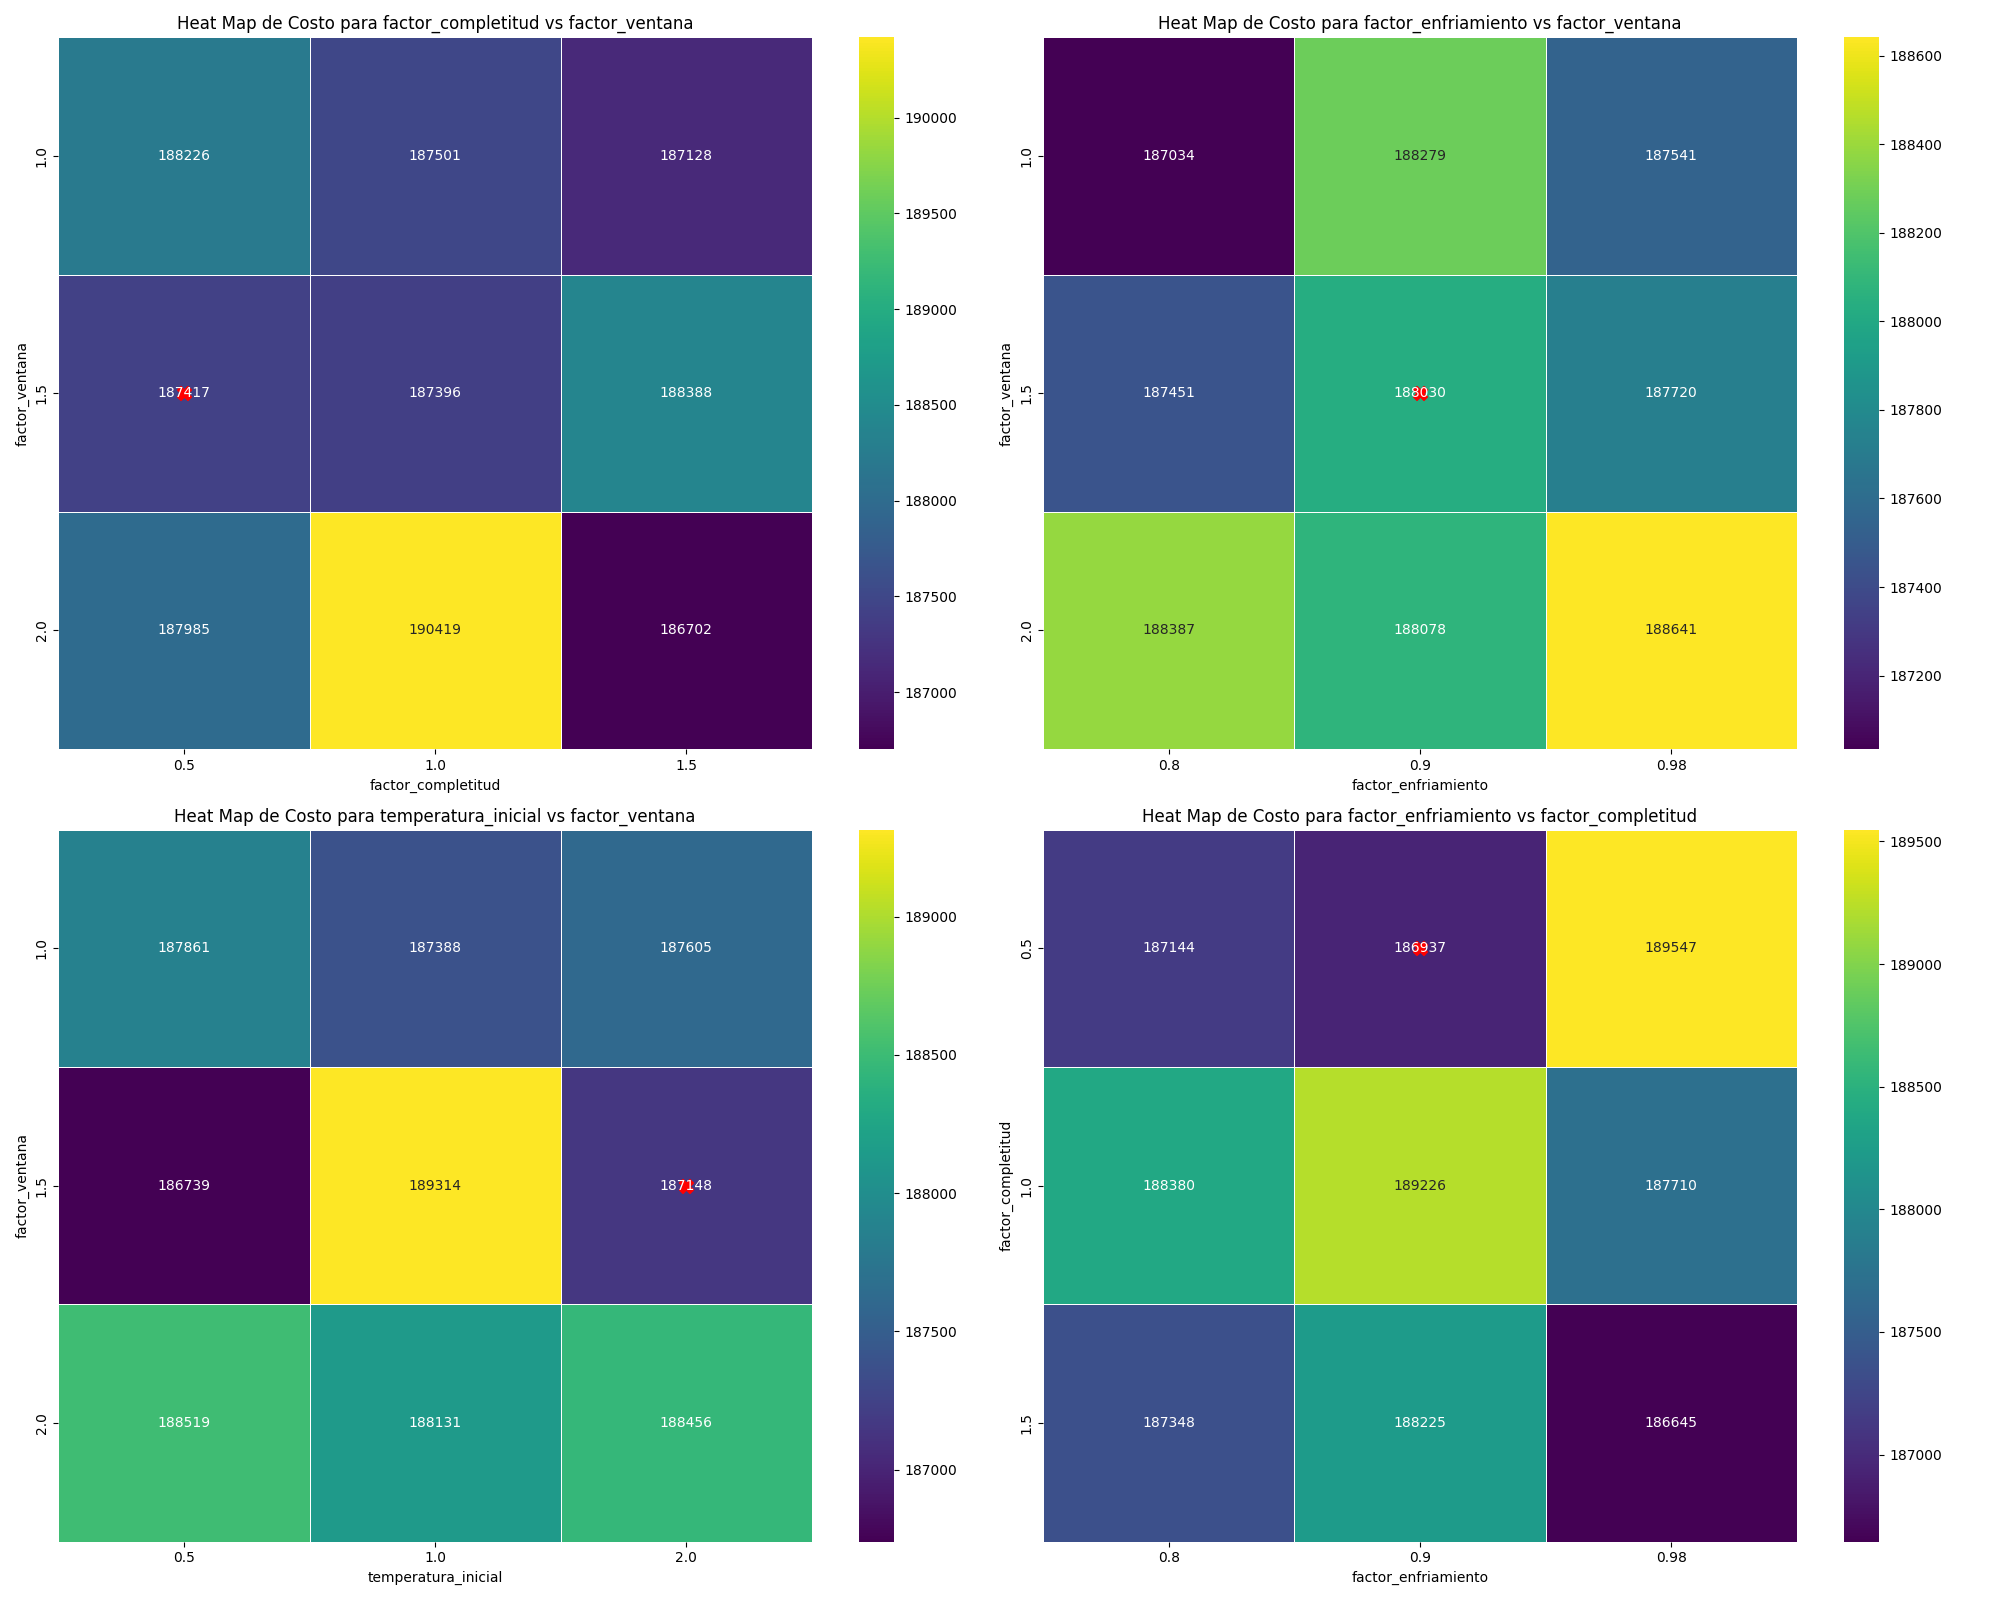 Heat Map de Costo para factor_completitud vs factor_ventana
188226 187501 187128
187417 187396 188388
187985 190419 186702
1.0
1.5
2.0
factor_ventana
0.5 1.0 1.5
factor_completitud
190000
189500
189000
188500
188000
187500
187000
Heat Map de Costo para factor_enfriamiento vs factor_ventana
187034 188279 187541
187451 188030 187720
188387 188078 188641
1.0
1.5
2.0
factor_ventana
0.8 0.9 0.98
factor_enfriamiento
188600
188400
188200
188000
187800
187600
187400
187200
Heat Map de Costo para temperatura_inicial vs factor_ventana
187861 187388 187605
186739 189314 187148
188519 188131 188456
1.0
1.5
2.0
factor_ventana
0.5 1.0 2.0
temperatura_inicial
189000
188500
188000
187500
187000
Heat Map de Costo para factor_enfriamiento vs factor_completitud
187144 186937 189547
188380 189226 187710
187348 188225 186645
0.5
1.0
1.5
factor_completitud
0.8 0.9 0.98
factor_enfriamiento
189500
189000
188500
188000
187500
187000